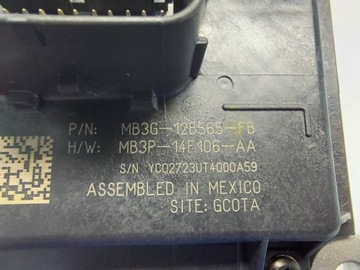 P/N: MB3G-12B565-FB
H/W: MB3P-14F106-AA
S/N YC02723UT4000A59
ASSEMBLED IN MEXICO
SITE: GCOTA